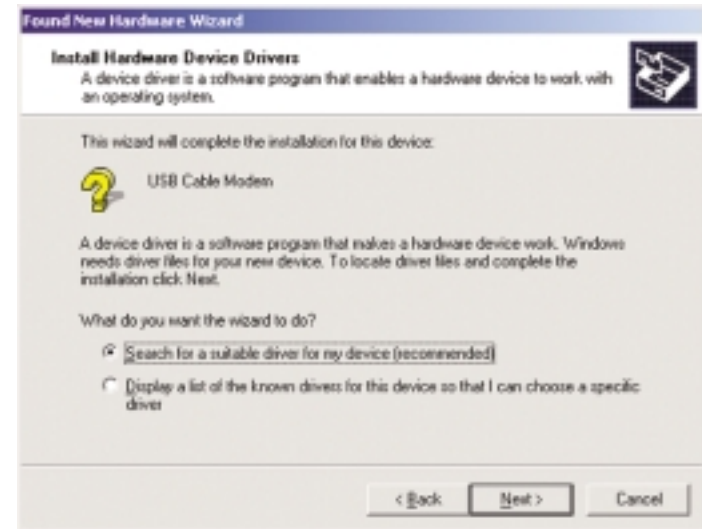 Found New Hardware Wizard
Install Hardware Device Drivers
A device driver is a software program that enables a hardware device to work with
an operating system.
This wizard will complete the installation for this device:
USB Cable Modem
A device driver is a software program that makes a hardware device work. Windows
needs driver files for your new device. To locate driver files and complete the
installation click Next.
What do you want the wizard to do?
Search for a suitable driver for my device (recommended)
Display a list of the known drivers for this device so that I can choose a specific
driver
< Back
Next >
Cancel